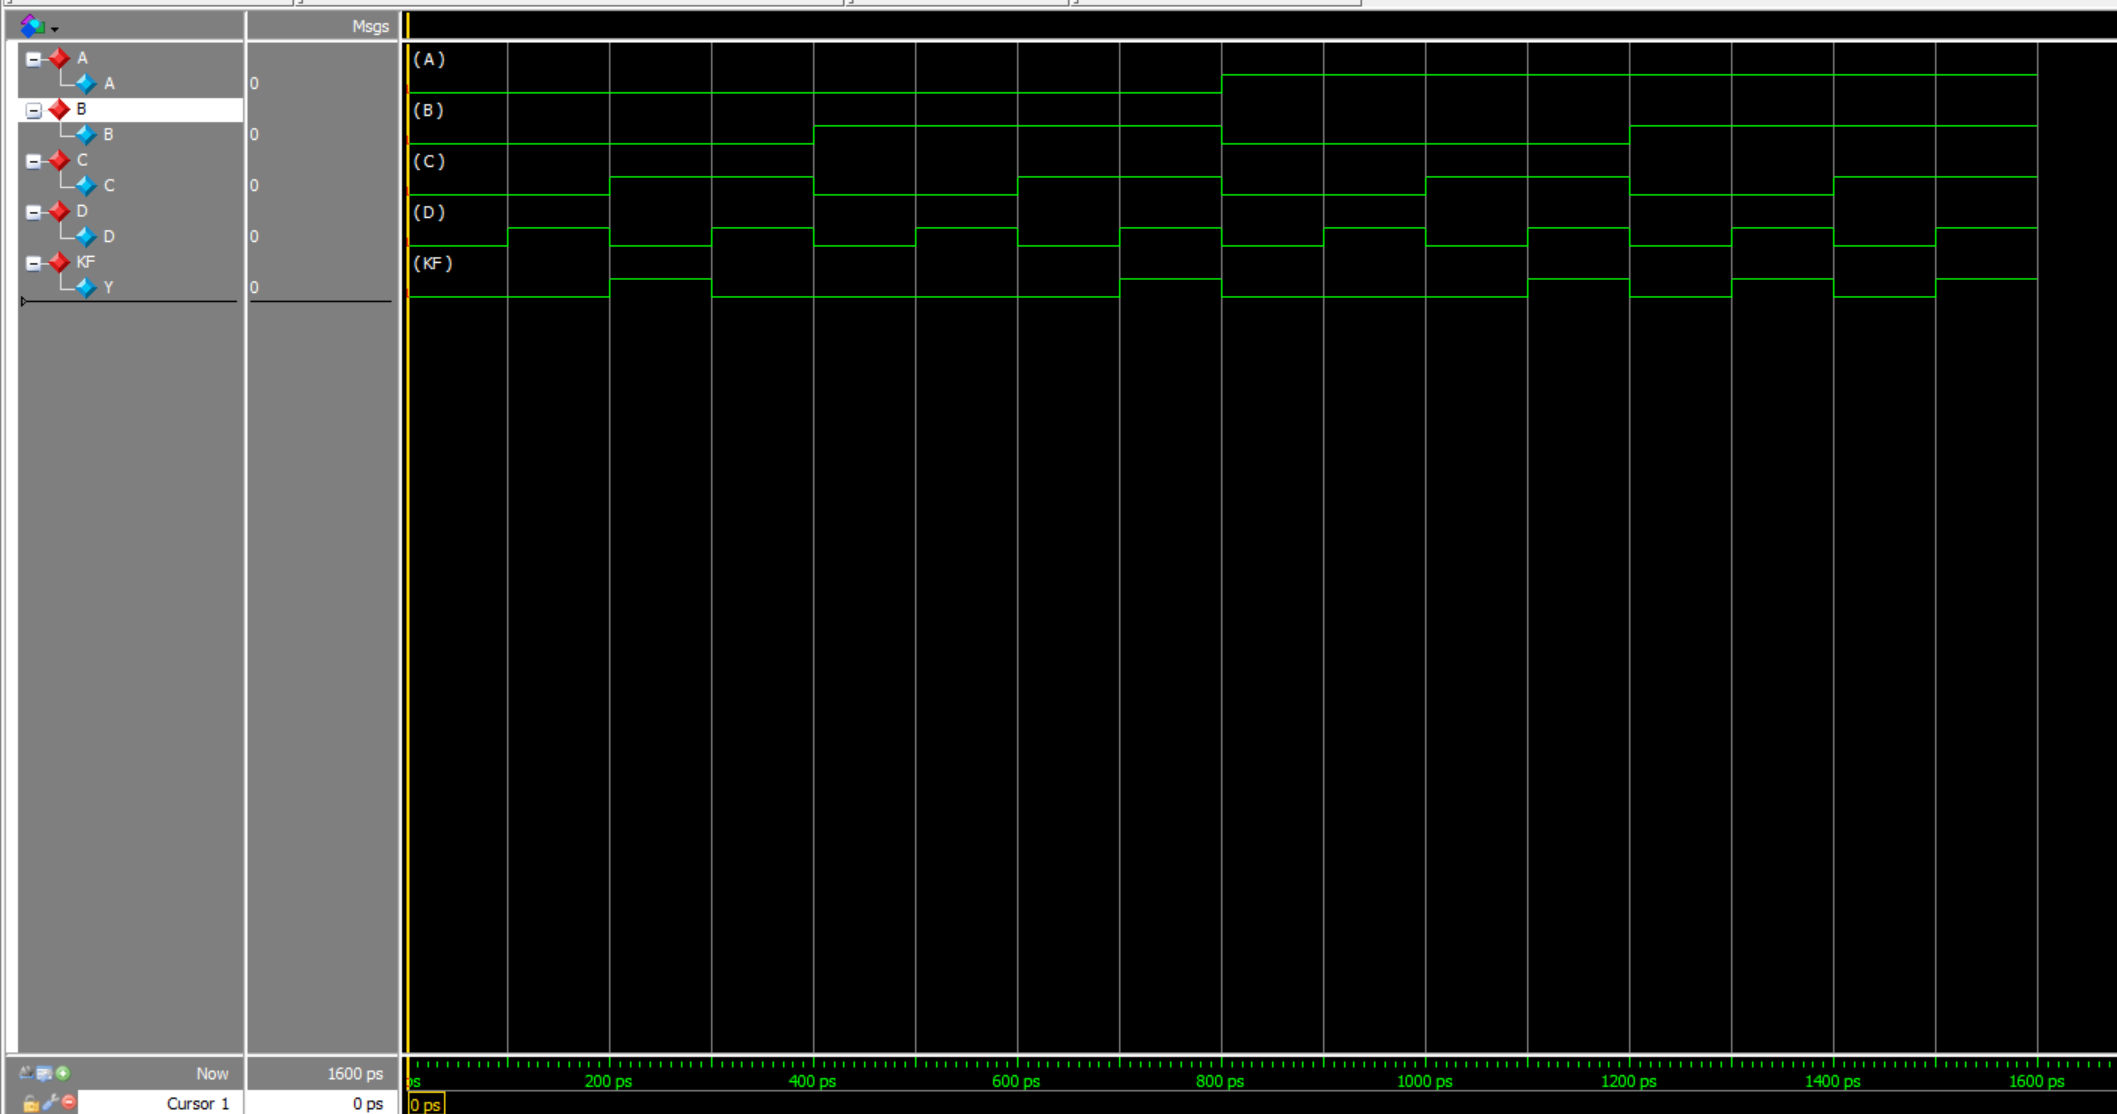 Msgs
A
(A)
A 0
B
(B)
B 0
C
(C)
C 0
D
(D)
D 0
KF
(KF)
Y 0
Now 1600 ps
ps 200 ps 400 ps 600 ps 800 ps 1000 ps 1200 ps 1400 ps 1600 ps
Cursor 1 0 ps 0 ps